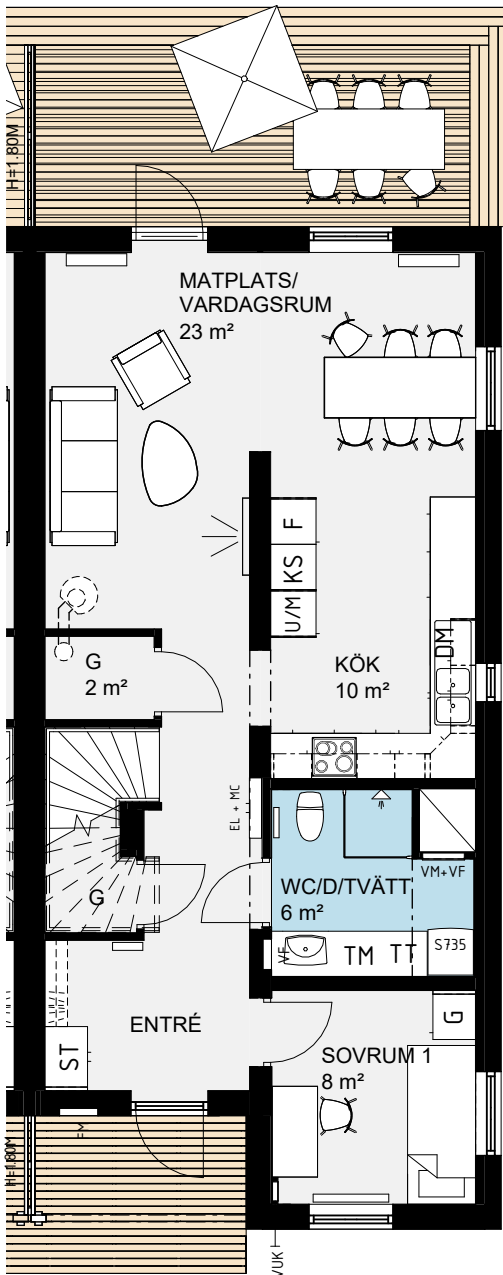 H=1.80M
MATPLATS/
VARDAGSRUM
23 m²
F
KS
U/M
DM
G
2 m²
KÖK
10 m²
EL + MC
VM+VF
WC/D/TVÄTT
6 m²
G
VF
TM
TT
S735
ENTRÉ
ST
G
SOVRUM 1
8 m²
H=1.80M
VUK